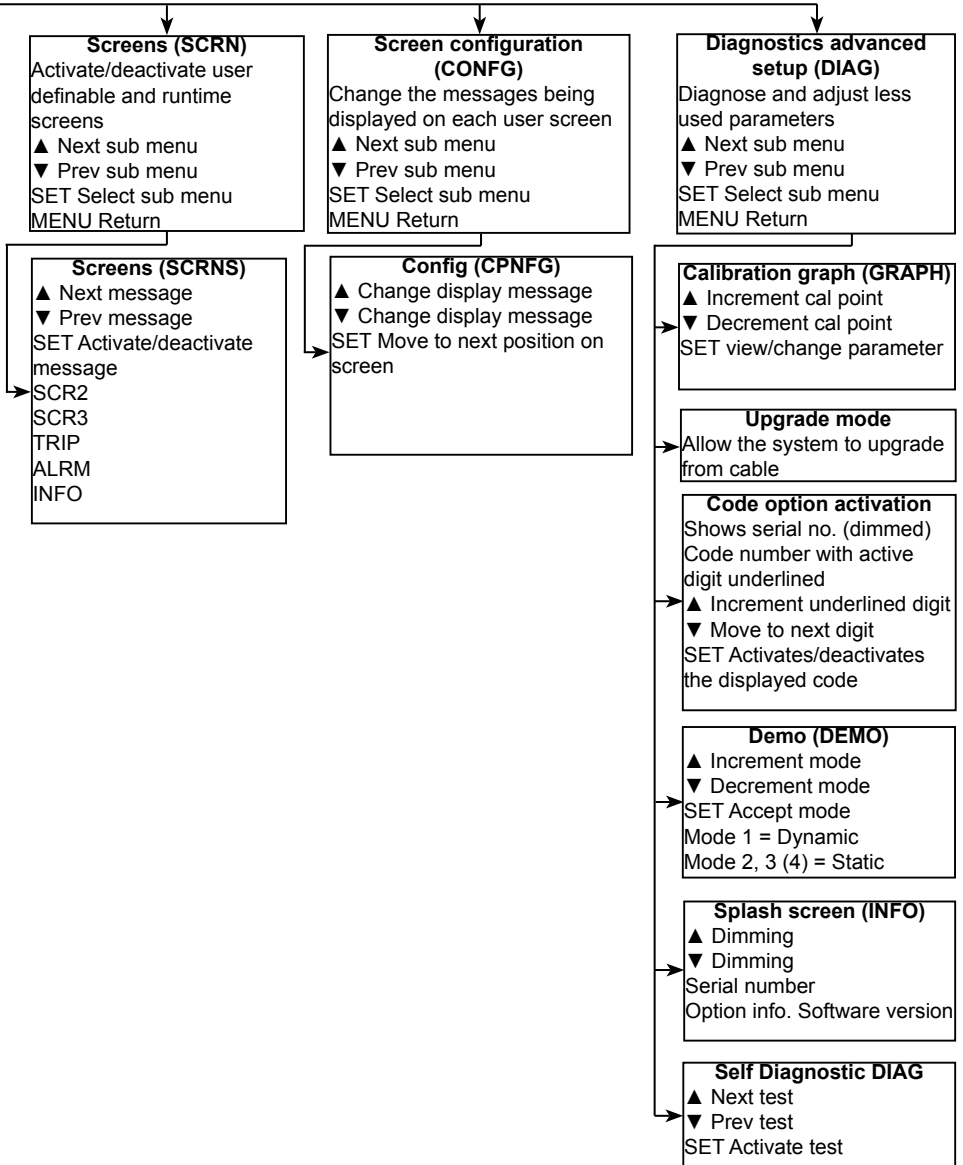 Screens (SCRN)
Activate/deactivate user
definable and runtime
screens
▲ Next sub menu
▼ Prev sub menu
SET Select sub menu
MENU Return
Screens (SCRNS)
▲ Next message
▼ Prev message
SET Activate/deactivate
message
SCR2
SCR3
TRIP
ALRM
INFO
Screen configuration
(CONFG)
Change the messages being
displayed on each user screen
▲ Next sub menu
▼ Prev sub menu
SET Select sub menu
MENU Return
Config (CPNFG)
▲ Change display message
▼ Change display message
SET Move to next position on
screen
Diagnostics advanced
setup (DIAG)
Diagnose and adjust less
used parameters
▲ Next sub menu
▼ Prev sub menu
SET Select sub menu
MENU Return
Calibration graph (GRAPH)
▲ Increment cal point
▼ Decrement cal point
SET view/change parameter
Upgrade mode
Allow the system to upgrade
from cable
Code option activation
Shows serial no. (dimmed)
Code number with active
digit underlined
▲ Increment underlined digit
▼ Move to next digit
SET Activates/deactivates
the displayed code
Demo (DEMO)
▲ Increment mode
▼ Decrement mode
SET Accept mode
Mode 1 = Dynamic
Mode 2, 3 (4) = Static
Splash screen (INFO)
▲ Dimming
▼ Dimming
Serial number
Option info. Software version
Self Diagnostic DIAG
▲ Next test
▼ Prev test
SET Activate test